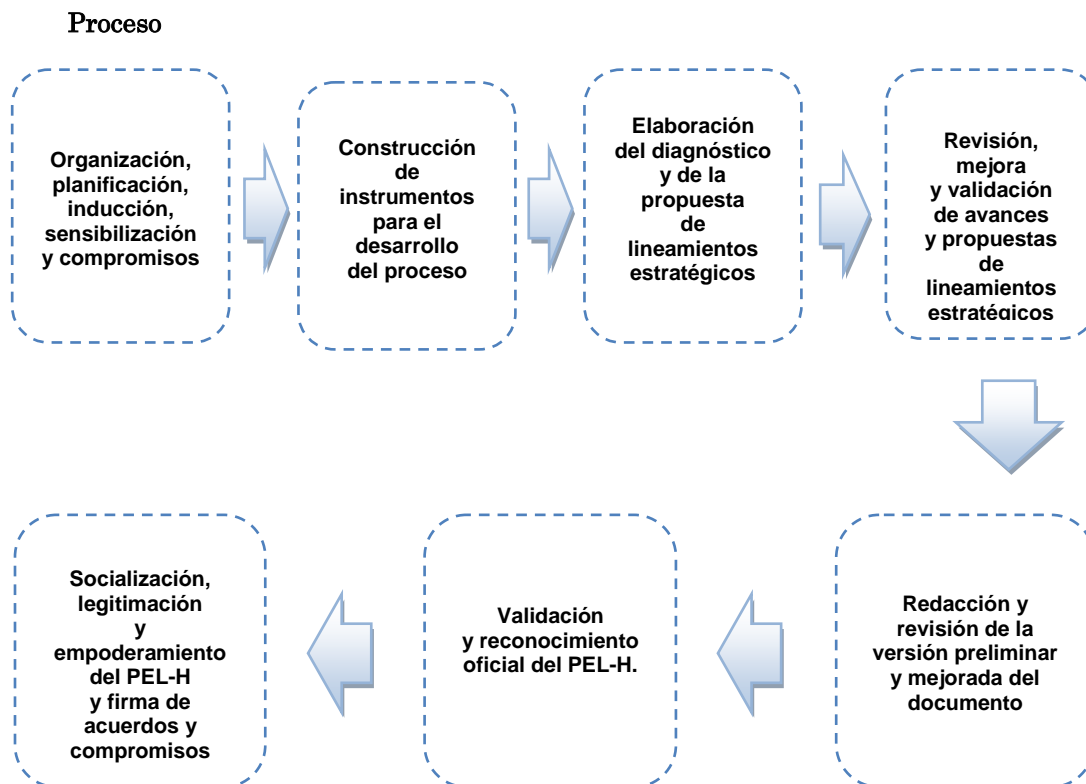 Proceso
Organización,
planificación,
inducción,
sensibilización
y compromisos
Construcción
de
instrumentos
para el
desarrollo
del proceso
Elaboración
del diagnóstico
y de la
propuesta
de
lineamientos
estratégicos
Revisión,
mejora
y validación
de avances
y propuestas
de
lineamientos
estratégicos
Redacción y
revisión de la
versión preliminar
y mejorada del
documento
Validación
y reconocimiento
oficial del PEL-H.
Socialización,
legitimación
y
empoderamiento
del PEL-H
y firma de
acuerdos y
compromisos